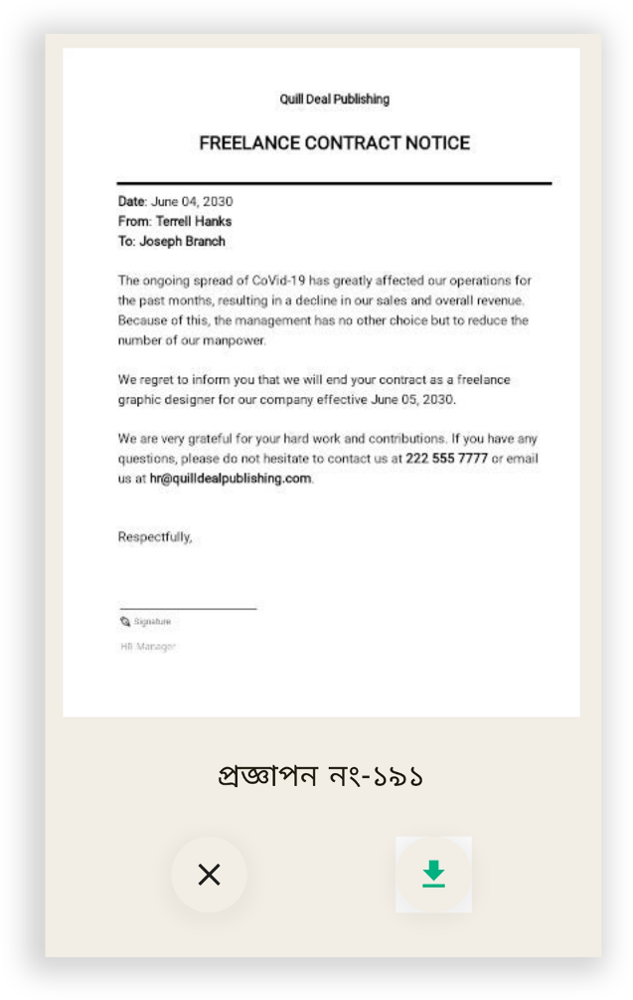 Quill Deal Publishing
FREELANCE CONTRACT NOTICE
Date: June 04, 2030
From: Terrell Hanks
To: Joseph Branch
The ongoing spread of CoVid-19 has greatly affected our operations for
the past months, resulting in a decline in our sales and overall revenue.
Because of this, the management has no other choice but to reduce the
number of our manpower.
We regret to inform you that we will end your contract as a freelance
graphic designer for our company effective June 05, 2030.
We are very grateful for your hard work and contributions. If you have any
questions, please do not hesitate to contact us at 222 555 7777 or email
us at hr@quilldealpublishing.com.
Respectfully,
Signature
HR Manager
প্রজ্ঞাপন নং-১৯১